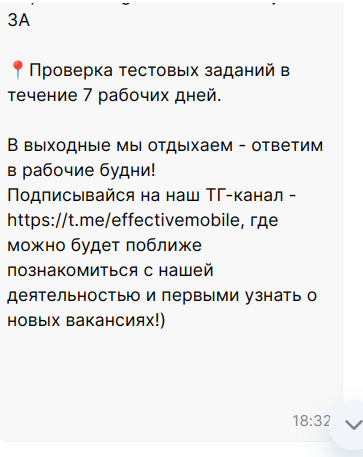 ЗА
📍Проверка тестовых заданий в
течение 7 рабочих дней.
В выходные мы отдыхаем - ответим
в рабочие будни!
Подписывайся на наш ТГ-канал -
https://t.me/effectivemobile, где
можно будет поближе
познакомиться с нашей
деятельностью и первыми узнать о
новых вакансиях!)
18:32